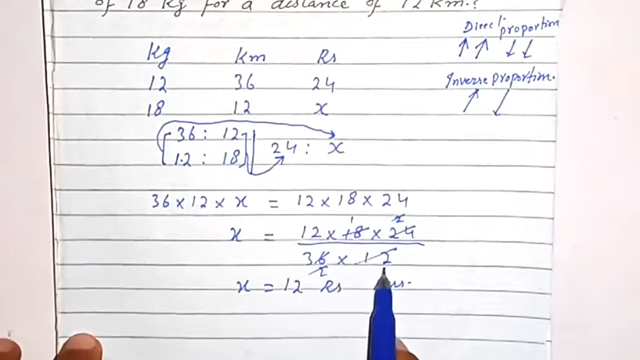 of 18 kg for a distance of 12 km.?
Direct proportion
↑↑ ↓↓
Inverse proportion.
↑ ↓
Kg Km Rs
12 36 24
18 12 x
36 : 12
12 : 18
24 : x
36 × 12 × x = 12 × 18 × 24
x = 12 × 18 × 24
36 × 12
x = 12 Rs